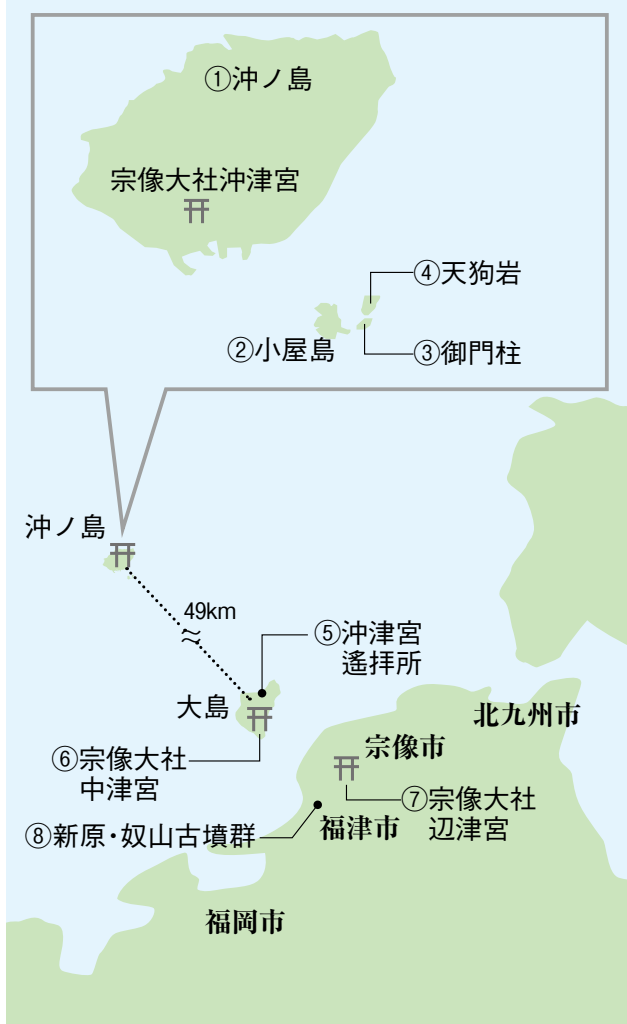 ①沖ノ島
宗像大社沖津宮
④天狗岩
②小屋島
③御門柱
沖ノ島
49km
⑤沖津宮
遙拝所
大島
北九州市
宗像市
⑥宗像大社
中津宮
⑦宗像大社
辺津宮
⑧新原・奴山古墳群
福津市
福岡市